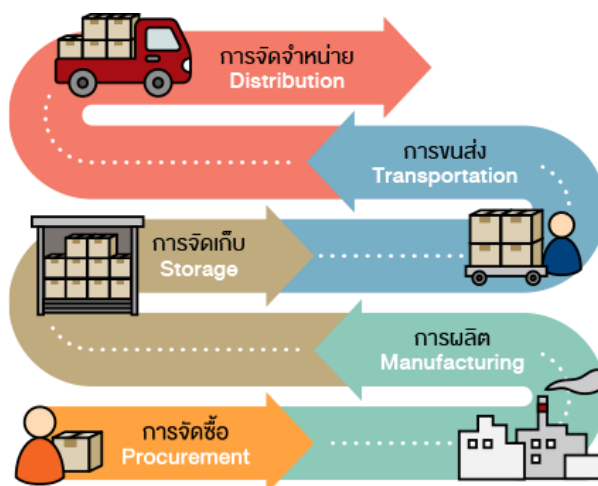 การจัดจำหน่าย
Distribution
การขนส่ง
Transportation
การจัดเก็บ
Storage
การผลิต
Manufacturing
การจัดซื้อ
Procurement